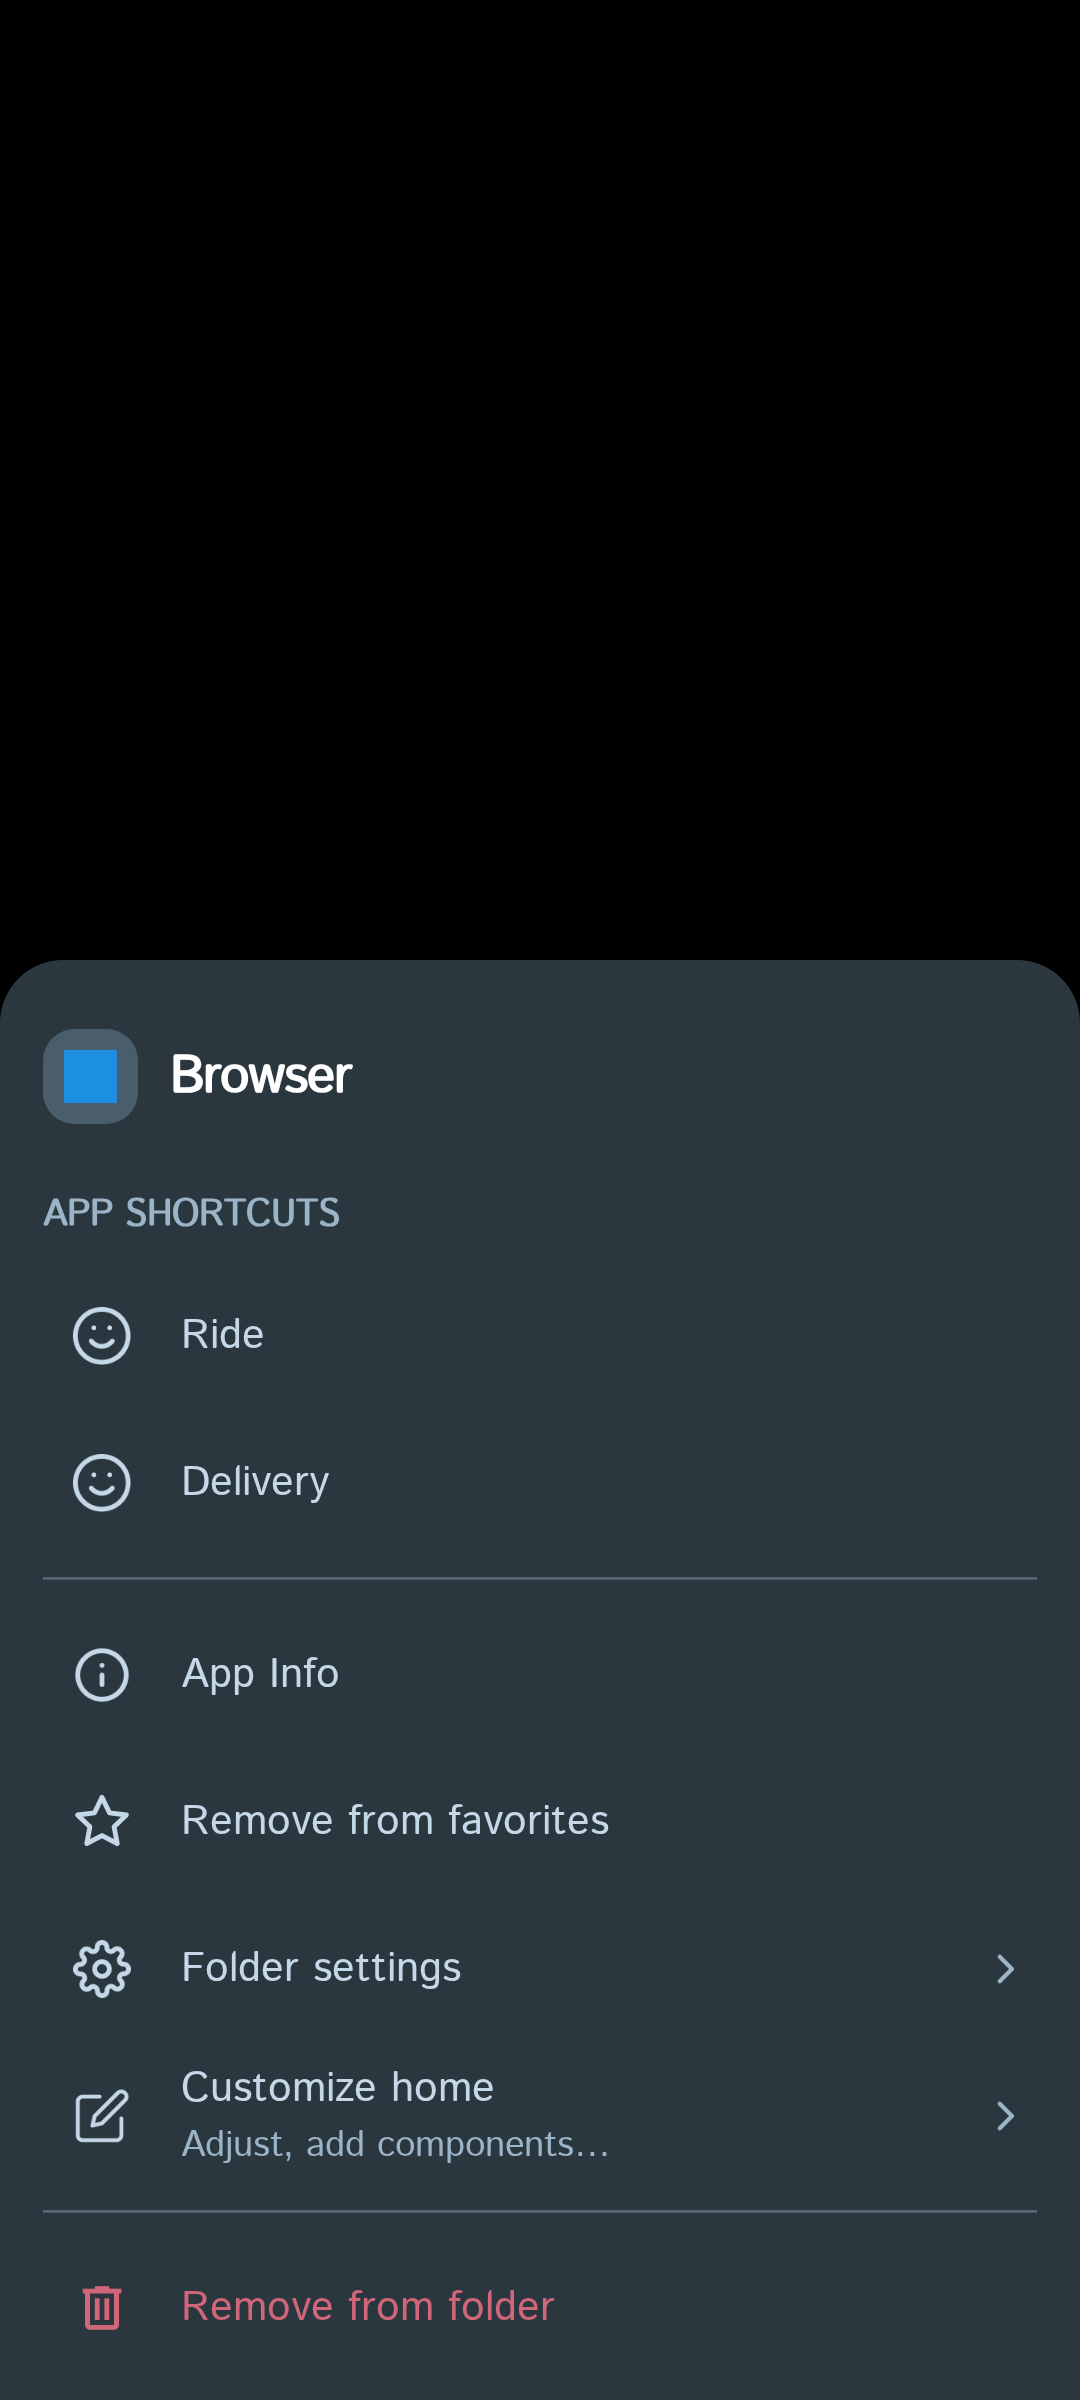 Browser
APP SHORTCUTS
Ride
Delivery
App Info
Remove from favorites
Folder settings
Customize home
Adjust, add components...
Remove from folder